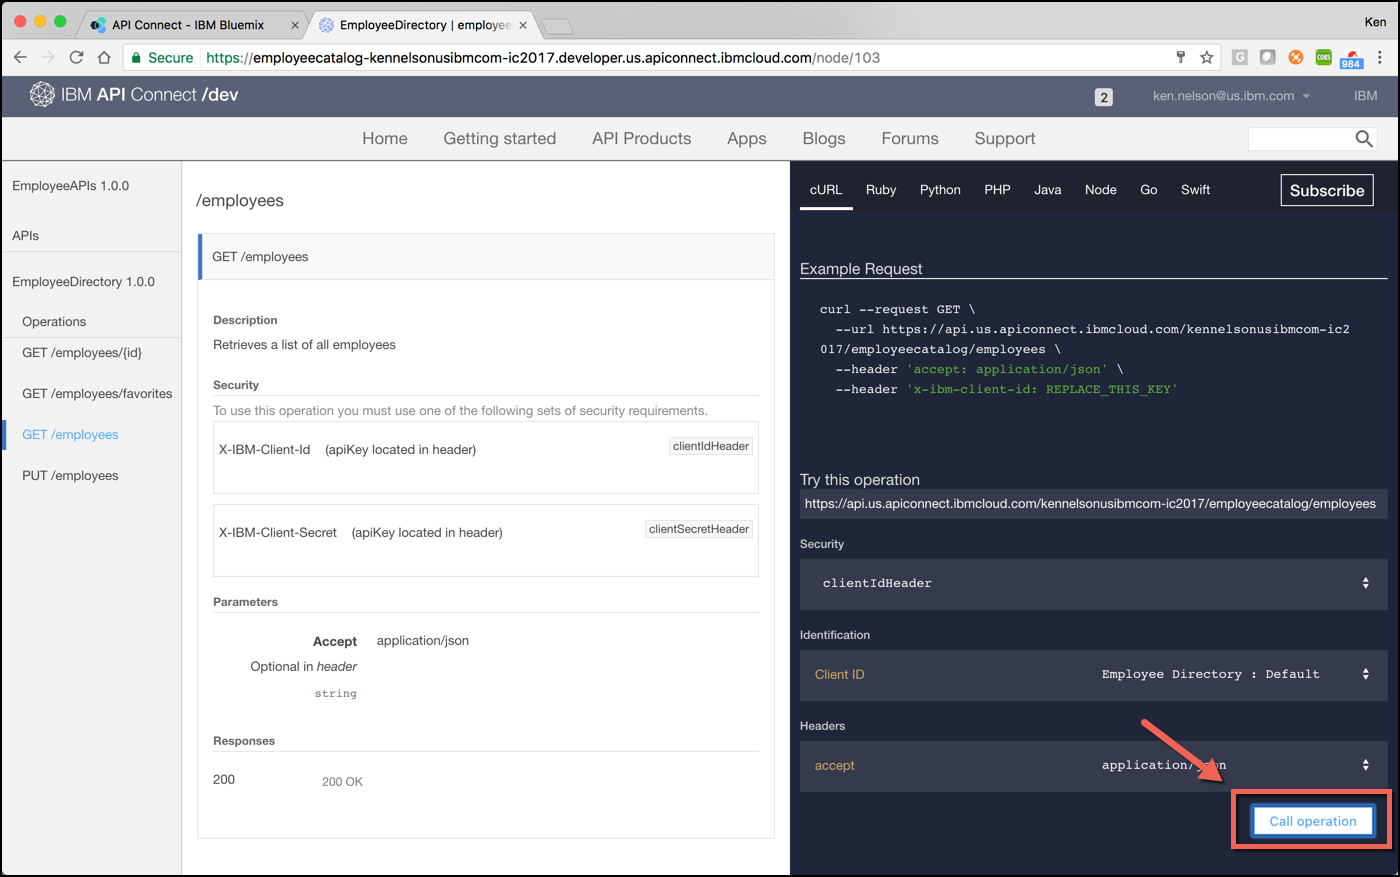 API Connect - IBM Bluemix
EmployeeDirectory | employee
Ken
Secure
https://employeecatalog-kennelsonusibmcom-ic2017.developer.us.apiconnect.ibmcloud.com/node/103
G
CORS
984
IBM API Connect /dev
2
ken.nelson@us.ibm.com
IBM
Home
Getting started
API Products
Apps
Blogs
Forums
Support
EmployeeAPIs 1.0.0
APIs
EmployeeDirectory 1.0.0
Operations
GET /employees/{id}
GET /employees/favorites
GET /employees
PUT /employees
/employees
GET /employees
Description
Retrieves a list of all employees
Security
To use this operation you must use one of the following sets of security requirements.
X-IBM-Client-Id (apiKey located in header)
clientIdHeader
X-IBM-Client-Secret (apiKey located in header)
clientSecretHeader
Parameters
Accept application/json
Optional in header
string
Responses
200 200 OK
cURL
Ruby
Python
PHP
Java
Node
Go
Swift
Subscribe
Example Request
curl --request GET \
--url https://api.us.apiconnect.ibmcloud.com/kennelsonusibmcom-ic2
017/employeecatalog/employees \
--header 'accept: application/json' \
--header 'x-ibm-client-id: REPLACE_THIS_KEY'
Try this operation
https://api.us.apiconnect.ibmcloud.com/kennelsonusibmcom-ic2017/employeecatalog/employees
Security
clientIdHeader
Identification
Client ID Employee Directory : Default
Headers
accept application/json
Call operation